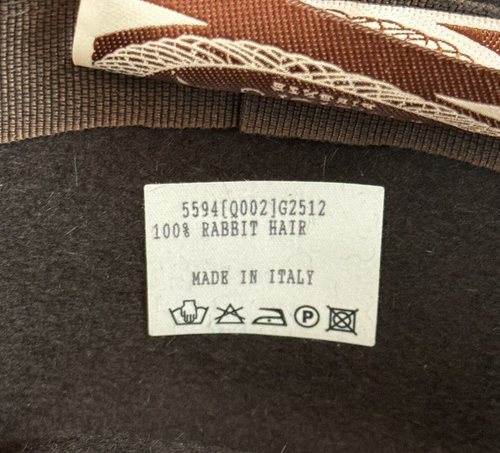 5594[Q002]G2512
100% RABBIT HAIR
MADE IN ITALY
P